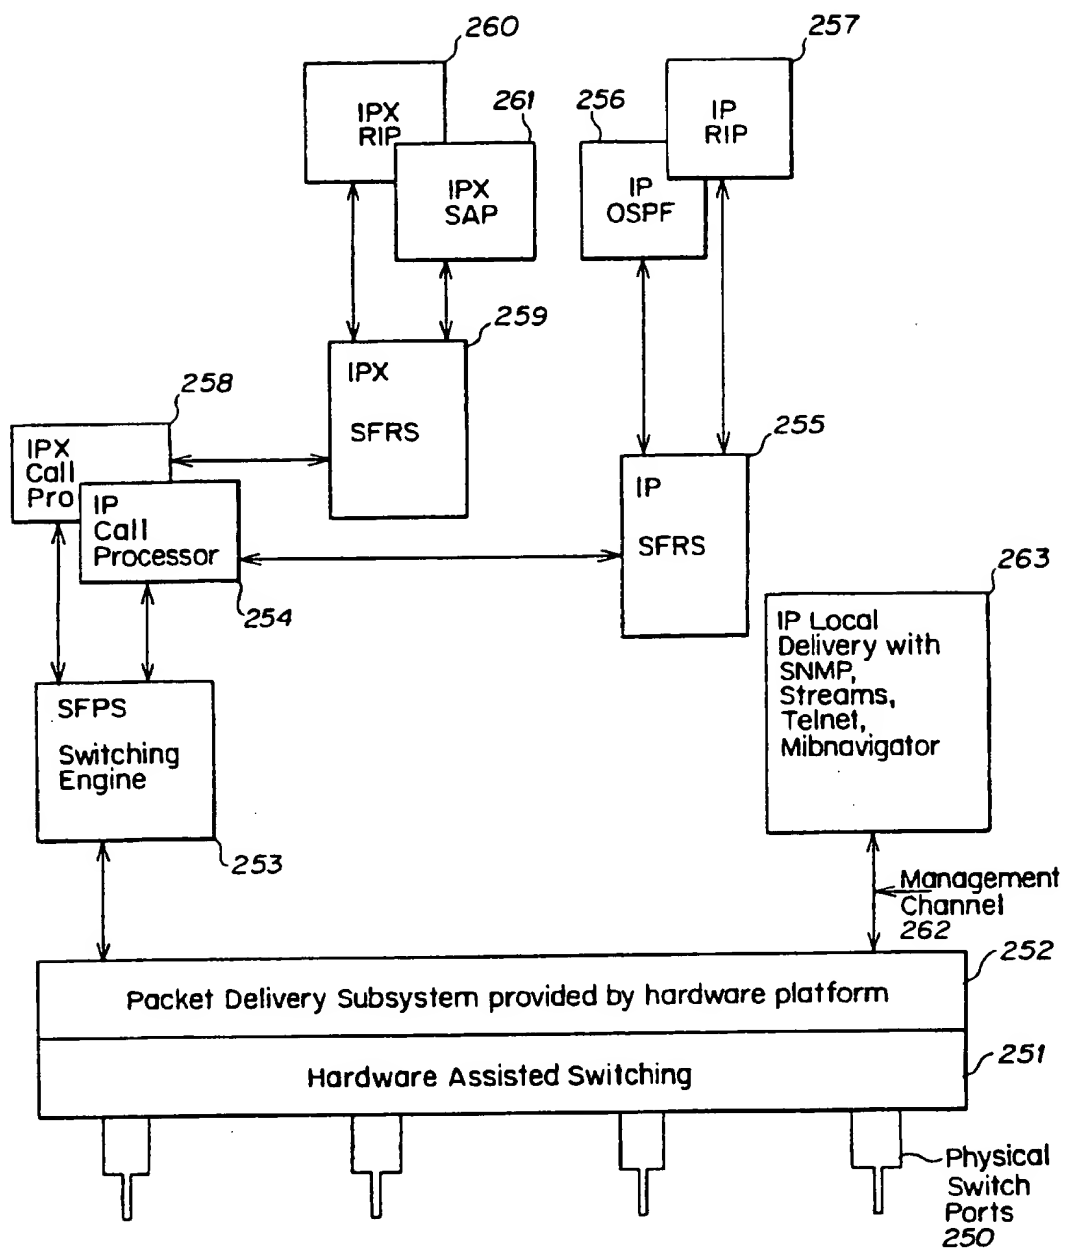 260
257
IPX
RIP
261
256
IP
RIP
IPX
SAP
IP
OSPF
259
IPX
SFRS
258
255
IPX
Call
Pro
IP
Call
Processor
IP
SFRS
254
263
IP Local
Delivery with
SNMP,
Streams,
Telnet,
Mibnavigator
SFPS
Switching
Engine
253
Management
Channel
262
252
Packet Delivery Subsystem provided by hardware platform
251
Hardware Assisted Switching
Physical
Switch
Ports
250